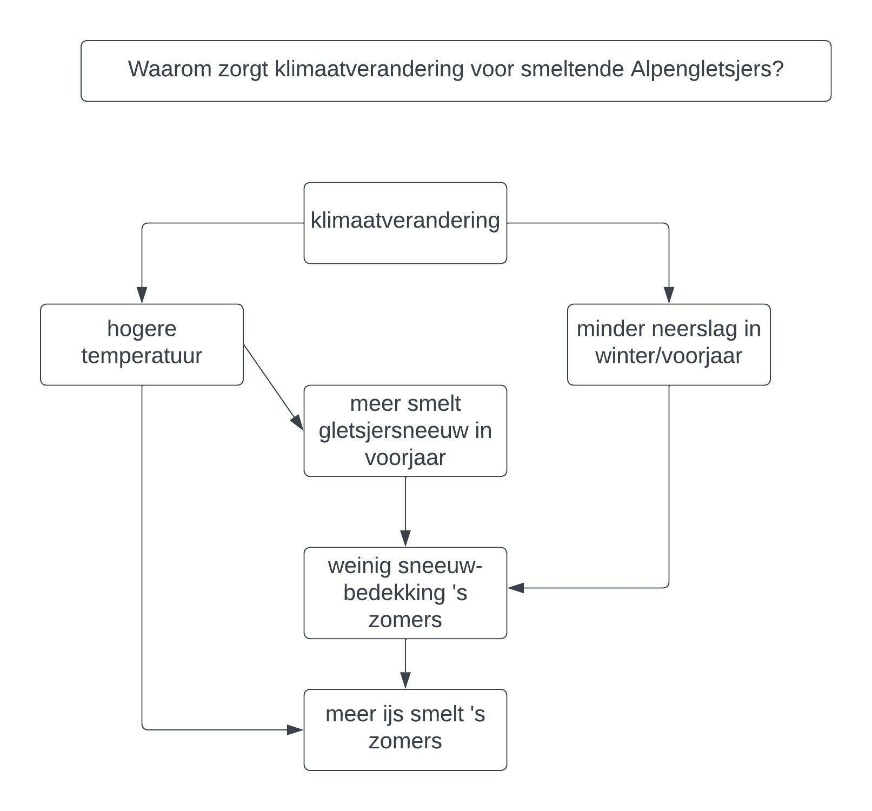 Waarom zorgt klimaatverandering voor smeltende Alpengletsjers?
klimaatverandering
hogere
temperatuur
minder neerslag in
winter/voorjaar
meer smelt
gletsjersneeuw in
voorjaar
weinig sneeuw-
bedekking 's
zomers
meer ijs smelt 's
zomers